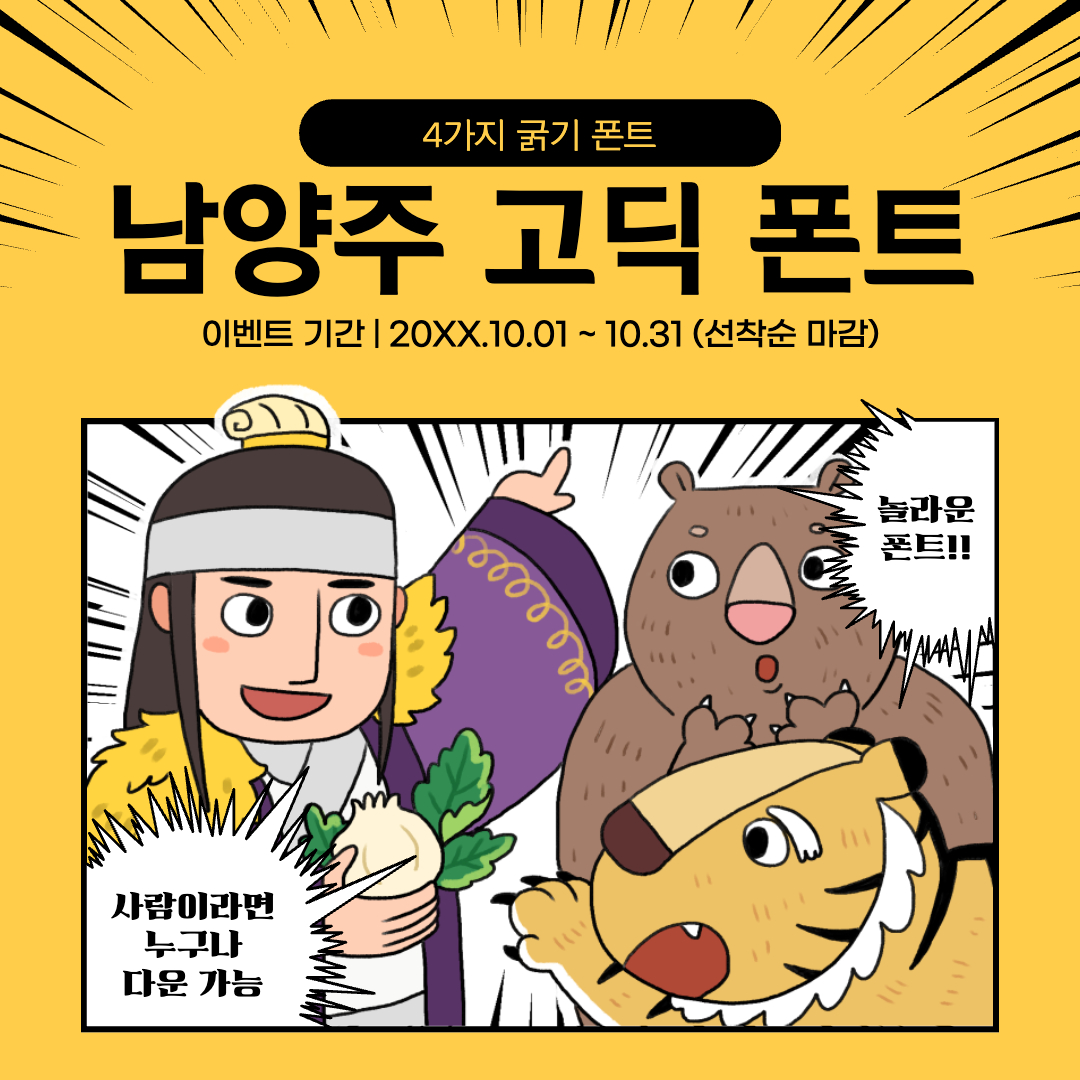 4가지 굵기 폰트
남양주 고딕 폰트
이벤트 기간 | 20XX.10.01 ~ 10.31 (선착순 마감)
놀라운
폰트!!
사람이라면
누구나
다운 가능